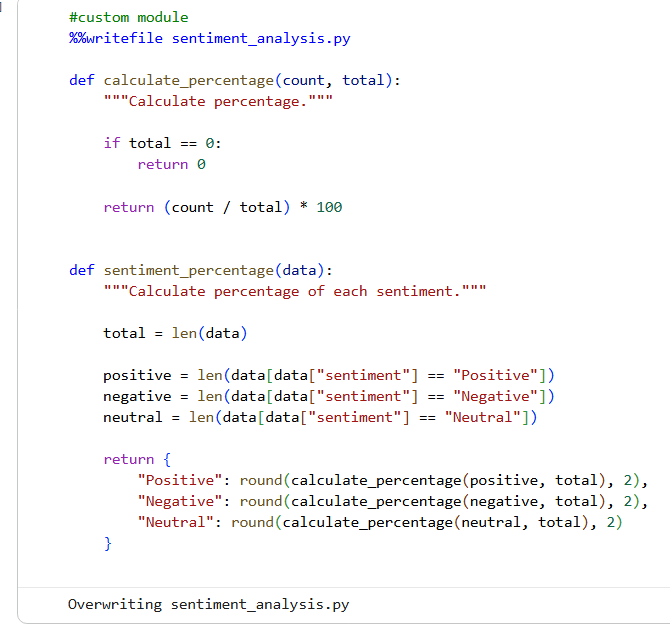 #custom module
%%writefile sentiment_analysis.py
def calculate_percentage(count, total):
"""Calculate percentage."""
if total == 0:
return 0
return (count / total) * 100
def sentiment_percentage(data):
"""Calculate percentage of each sentiment."""
total = len(data)
positive = len(data[data["sentiment"] == "Positive"])
negative = len(data[data["sentiment"] == "Negative"])
neutral = len(data[data["sentiment"] == "Neutral"])
return {
"Positive": round(calculate_percentage(positive, total), 2),
"Negative": round(calculate_percentage(negative, total), 2),
"Neutral": round(calculate_percentage(neutral, total), 2)
}
Overwriting sentiment_analysis.py